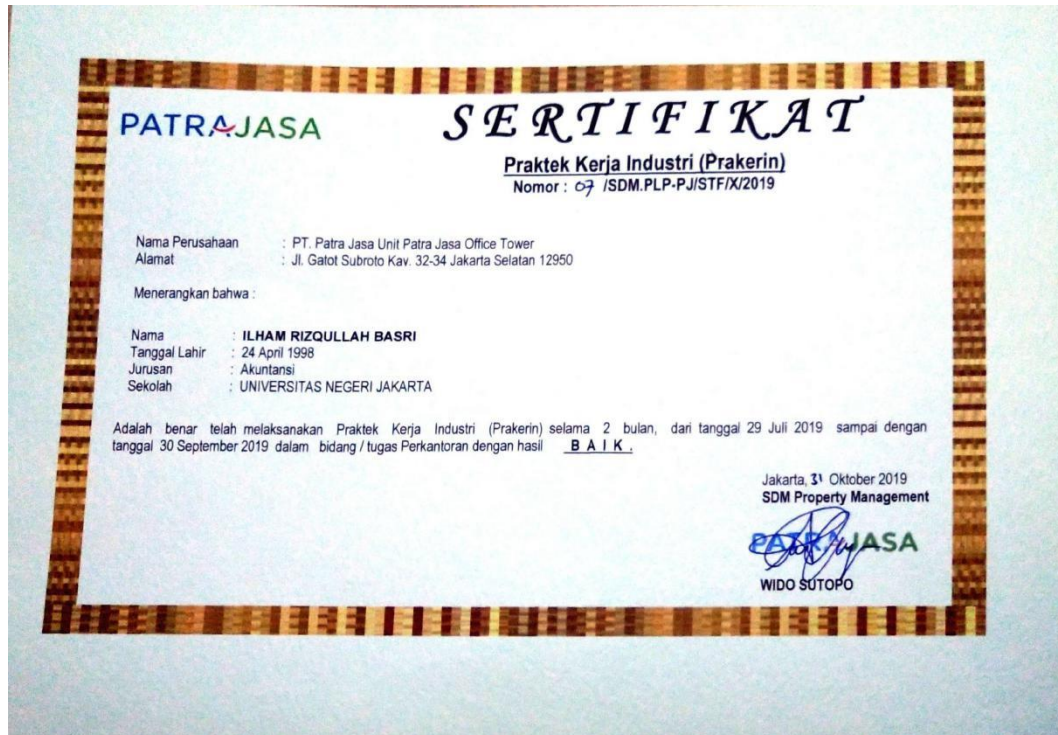 PATRAJASA
SERTIFIKAT
Praktek Kerja Industri (Prakerin)
Nomor : 07 /SDM.PLP-PJ/STF/X/2019
Nama Perusahaan : PT. Patra Jasa Unit Patra Jasa Office Tower
Alamat : Jl. Gatot Subroto Kav. 32-34 Jakarta Selatan 12950
Menerangkan bahwa :
Nama : ILHAM RIZQULLAH BASRI
Tanggal Lahir : 24 April 1998
Jurusan : Akuntansi
Sekolah : UNIVERSITAS NEGERI JAKARTA
Adalah benar telah melaksanakan Praktek Kerja Industri (Prakerin) selama 2 bulan, dari tanggal 29 Juli 2019 sampai dengan
tanggal 30 September 2019 dalam bidang / tugas Perkantoran dengan hasil B A I K .
Jakarta, 31 Oktober 2019
SDM Property Management
PATRAJASA
WIDO SUTOPO